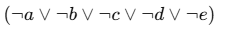 (¬a ∨ ¬b ∨ ¬c ∨ ¬d ∨ ¬e)